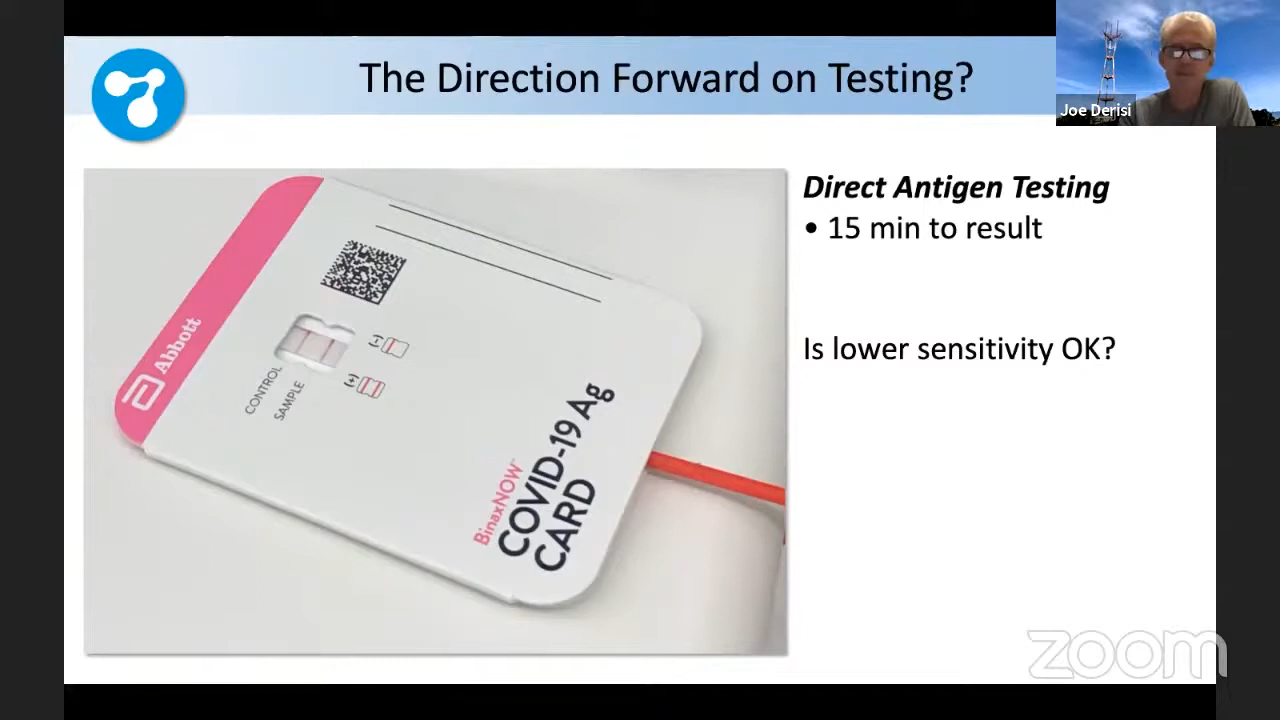 The Direction Forward on Testing?
Joe Derisi
Direct Antigen Testing
• 15 min to result
Is lower sensitivity OK?
Abbott
CONTROL
SAMPLE
(-)
(+)
BinaxNOW™
COVID-19 Ag
CARD
zoom